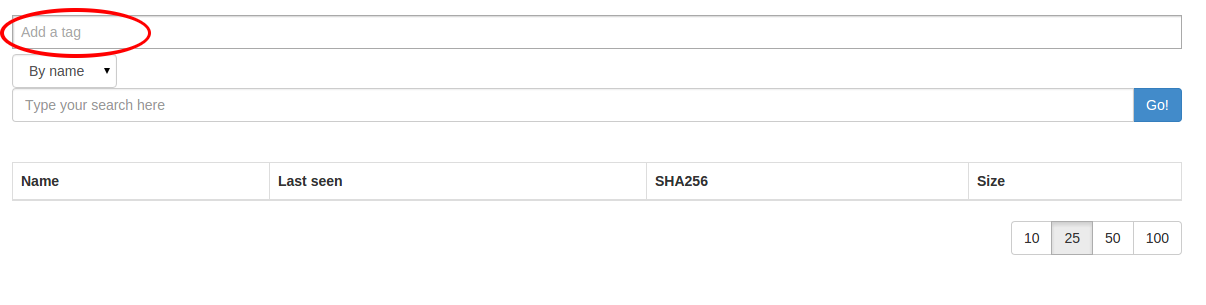 Add a tag
By name
Type your search here Go!
Name Last seen SHA256 Size
10 25 50 100